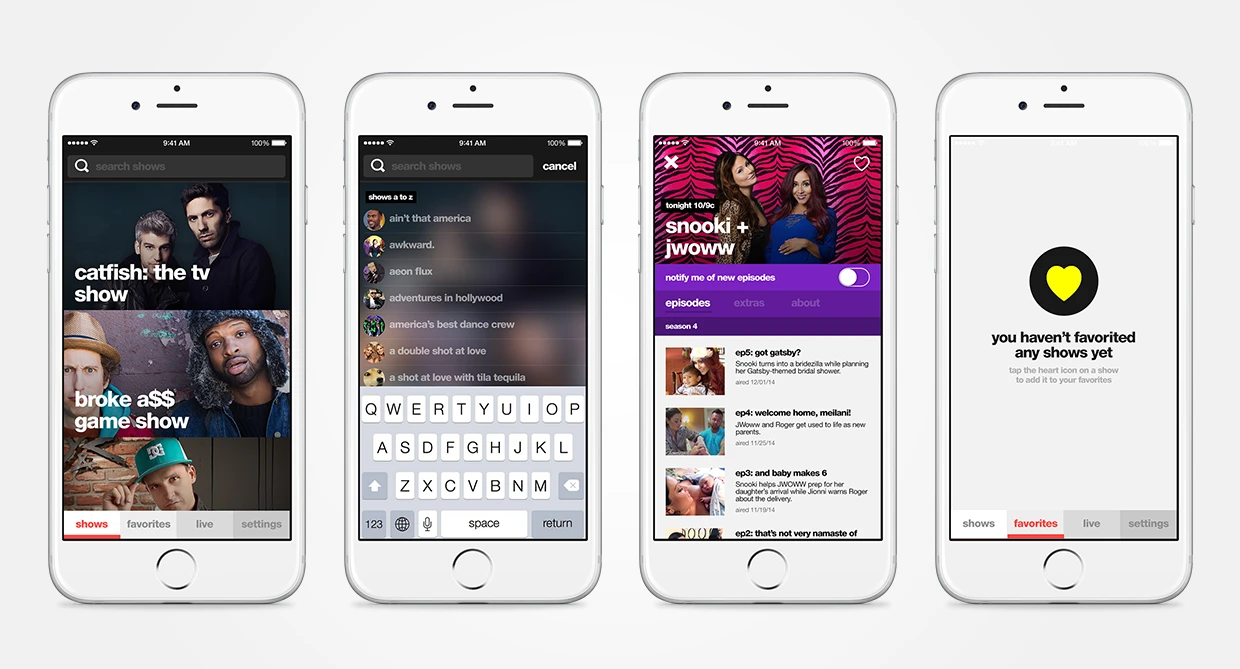 9:41 AM 100%
search shows
catfish: the tv
show
broke a$$
game show
shows favorites live settings
9:41 AM 100%
search shows cancel
shows a to z
ain't that america
awkward.
aeon flux
adventures in hollywood
america's best dance crew
a double shot at love
a shot at love with tila tequila
Q W E R T Y U I O P
A S D F G H J K L
Z X C V B N M
123 space return
9:41 AM 100%
tonight 10/9c
snooki +
jwoww
notify me of new episodes
episodes extras about
season 4
ep5: got gatsby?
Snooki turns into a bridezilla while planning
her Gatsby-themed bridal shower.
aired 12/01/14
ep4: welcome home, meilani!
JWoww and Roger get used to life as new
parents.
aired 11/25/14
ep3: and baby makes 6
Snooki helps JWOWW prep for her
daughter's arrival while Jionni warns Roger
about the delivery.
aired 11/19/14
ep2: that's not very namaste of
9:41 AM
you haven't favorited
any shows yet
tap the heart icon on a show
to add it to your favorites
shows favorites live settings